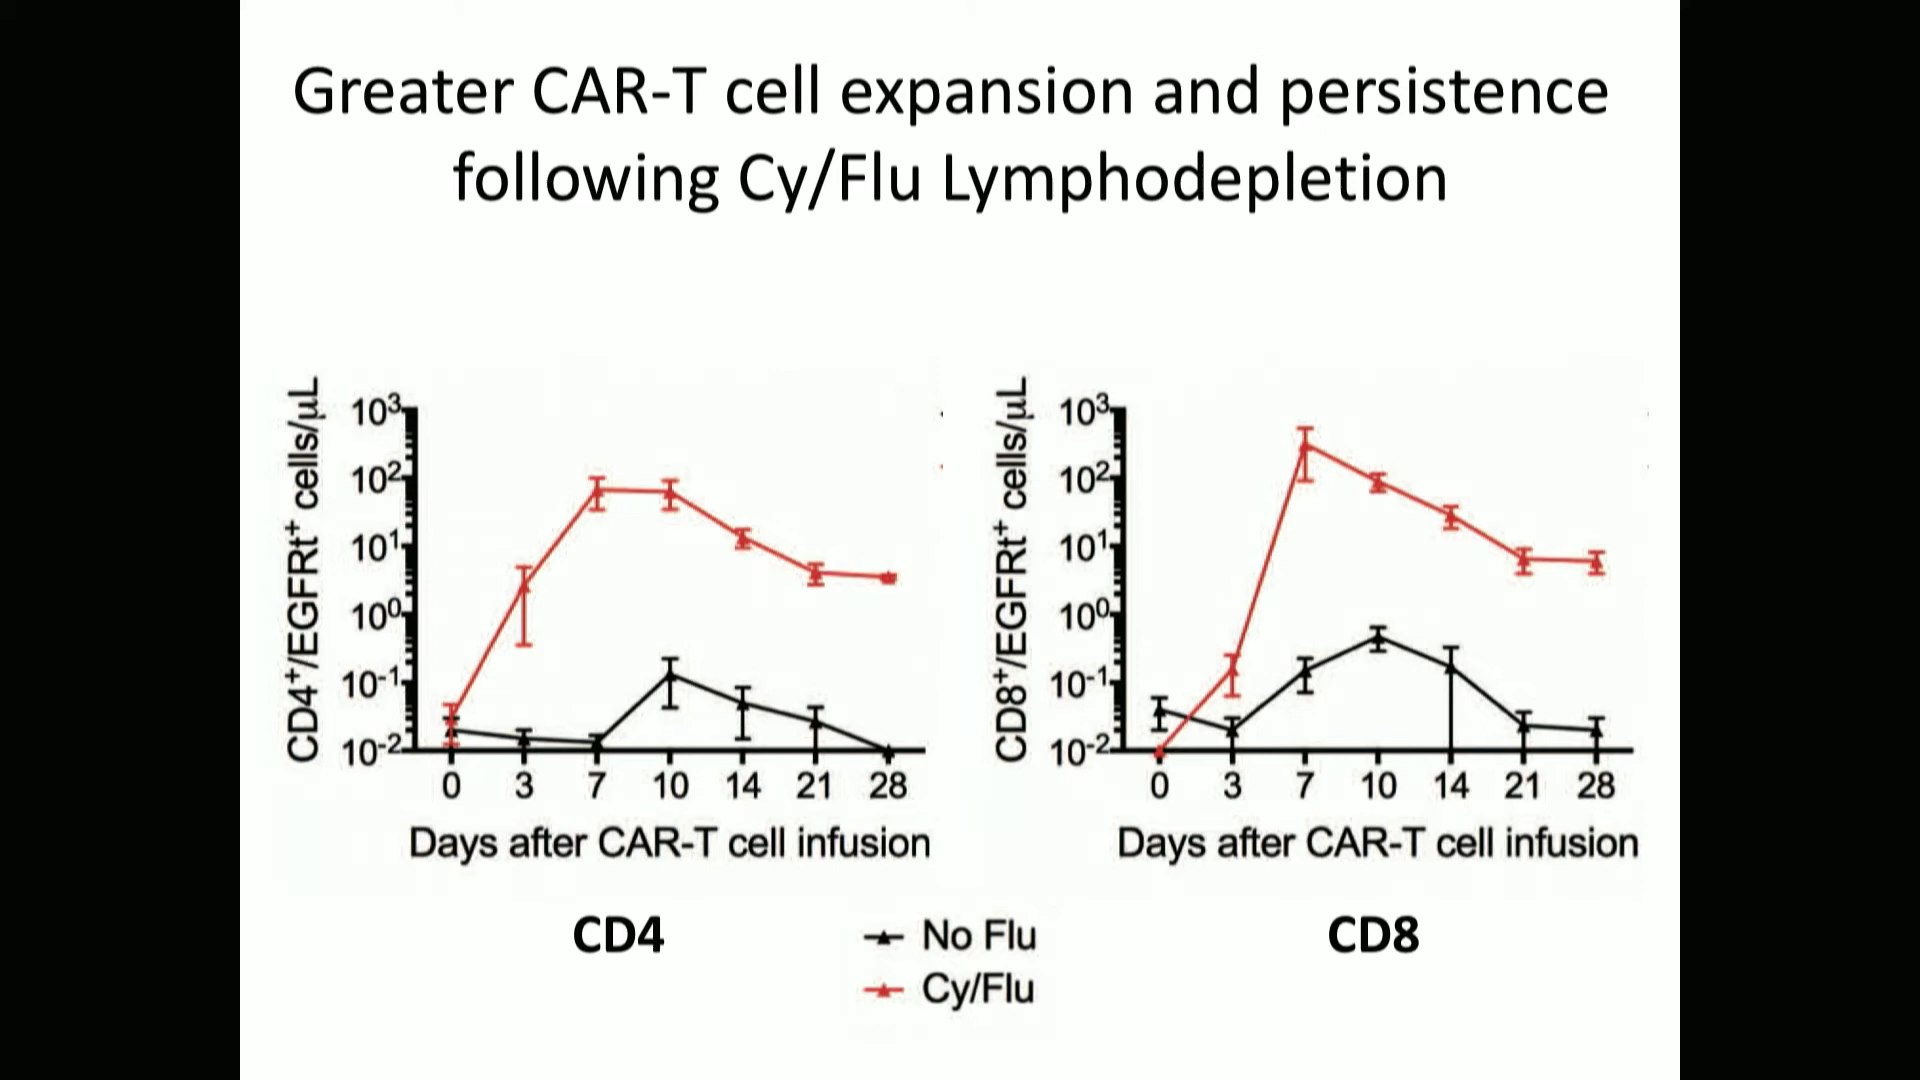 Greater CAR-T cell expansion and persistence
following Cy/Flu Lymphodepletion
CD4⁺/EGFRt⁺ cells/μL
10³
10²
10¹
10⁰
10⁻¹
10⁻²
0 3 7 10 14 21 28
Days after CAR-T cell infusion
CD4
CD8⁺/EGFRt⁺ cells/μL
10³
10²
10¹
10⁰
10⁻¹
10⁻²
0 3 7 10 14 21 28
Days after CAR-T cell infusion
CD8
No Flu
Cy/Flu